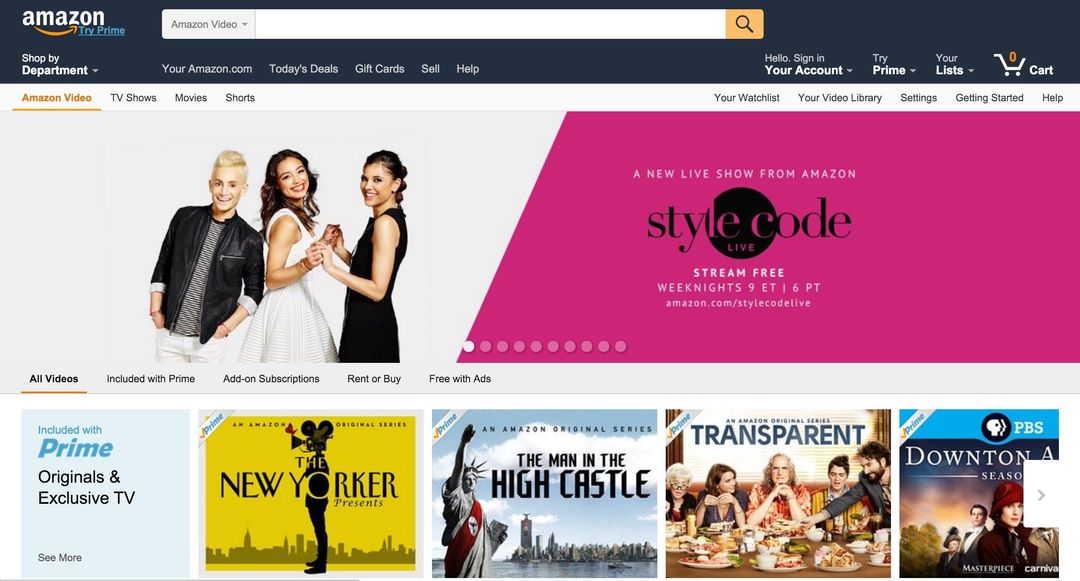 amazon
Try Prime
Amazon Video
Shop by
Department
Your Amazon.com
Today's Deals
Gift Cards
Sell
Help
Hello. Sign in
Your Account
Try
Prime
Your
Lists
0
Cart
Amazon Video
TV Shows
Movies
Shorts
Your Watchlist
Your Video Library
Settings
Getting Started
Help
A NEW LIVE SHOW FROM AMAZON
style code
LIVE
STREAM FREE
WEEKNIGHTS 9 ET | 6 PT
amazon.com/stylecodelive
All Videos
Included with Prime
Add-on Subscriptions
Rent or Buy
Free with Ads
Included with
Prime
Originals &
Exclusive TV
See More
Prime
AN AMAZON ORIGINAL SERIES
THE
NEW YORKER
Presents
Prime
AN AMAZON ORIGINAL SERIES
THE MAN IN THE
HIGH CASTLE
Prime
AN AMAZON ORIGINAL SERIES
TRANSPARENT
Prime
PBS
DOWNTON A
SEASO
MASTERPIECE
carniva